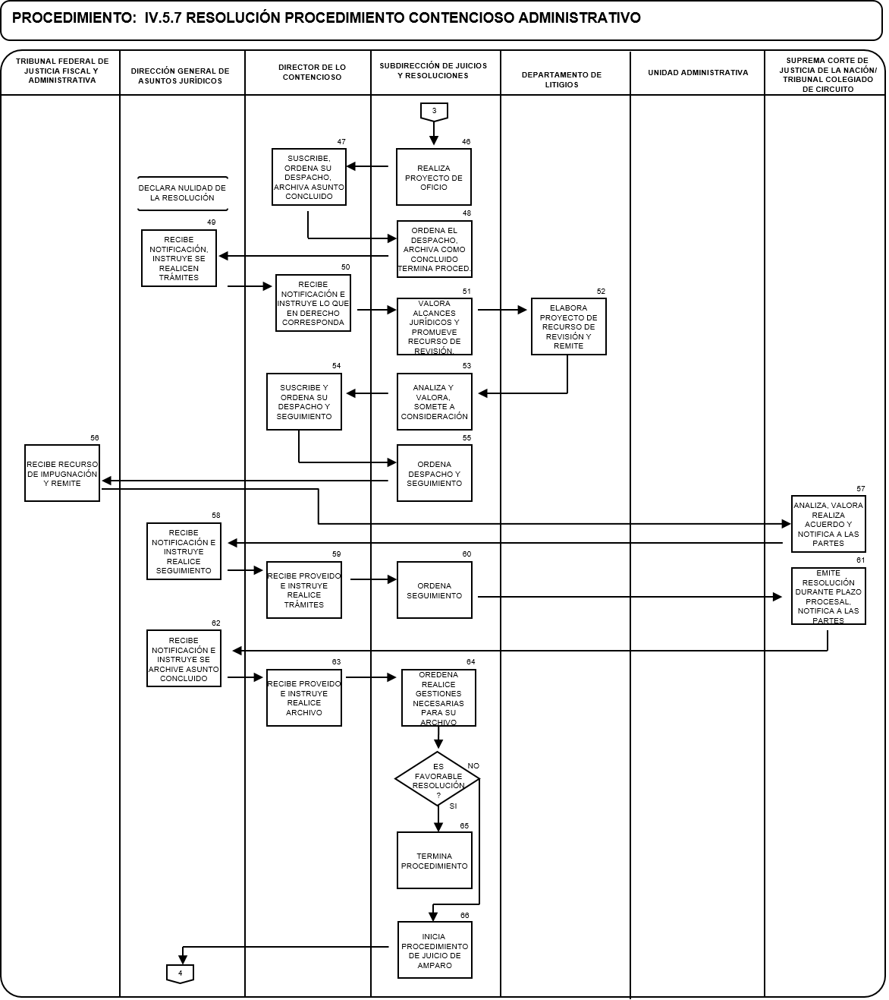 PROCEDIMIENTO:  IV.5.7 RESOLUCIÓN PROCEDIMIENTO CONTENCIOSO ADMINISTRATIVO
TRIBUNAL FEDERAL DE
JUSTICIA FISCAL Y
ADMINISTRATIVA
DIRECCIÓN GENERAL DE
ASUNTOS JURÍDICOS
DIRECTOR DE LO
CONTENCIOSO
SUBDIRECCIÓN DE JUICIOS
Y RESOLUCIONES
DEPARTAMENTO DE
LITIGIOS
UNIDAD ADMINISTRATIVA
SUPREMA CORTE DE
JUSTICIA DE LA NACIÓN/
TRIBUNAL COLEGIADO
DE CIRCUITO
3
46
REALIZA
PROYECTO DE
OFICIO
47
SUSCRIBE,
ORDENA SU
DESPACHO,
ARCHIVA ASUNTO
CONCLUIDO
DECLARA NULIDAD DE
LA RESOLUCIÓN
48
ORDENA EL
DESPACHO,
ARCHIVA COMO
CONCLUIDO
TERMINA PROCED.
49
RECIBE
NOTIFICACIÓN,
INSTRUYE SE
REALICEN
TRÁMITES
50
RECIBE
NOTIFICACIÓN E
INSTRUYE LO QUE
EN DERECHO
CORRESPONDA
51
VALORA
ALCANCES
JURÍDICOS Y
PROMUEVE
RECURSO DE
REVISIÓN.
52
ELABORA
PROYECTO DE
RECURSO DE
REVISIÓN Y
REMITE
53
ANALIZA Y
VALORA,
SOMETE A
CONSIDERACIÓN
54
SUSCRIBE Y
ORDENA SU
DESPACHO Y
SEGUIMIENTO
55
ORDENA
DESPACHO Y
SEGUIMIENTO
56
RECIBE RECURSO
DE IMPUGNACIÓN
Y REMITE
57
ANALIZA, VALORA
REALIZA
ACUERDO Y
NOTIFICA A LAS
PARTES
58
RECIBE
NOTIFICACIÓN E
INSTRUYE
REALICE
SEGUIMIENTO
59
RECIBE PROVEIDO
E INSTRUYE
REALICE
TRÁMITES
60
ORDENA
SEGUIMIENTO
61
EMITE
RESOLUCIÓN
DURANTE PLAZO
PROCESAL,
NOTIFICA A LAS
PARTES
62
RECIBE
NOTIFICACIÓN E
INSTRUYE SE
ARCHIVE ASUNTO
CONCLUIDO
63
RECIBE PROVEIDO
E INSTRUYE
REALICE
ARCHIVO
64
OREDENA
REALICE
GESTIONES
NECESARIAS
PARA SU
ARCHIVO
ES
FAVORABLE
RESOLUCIÓN
?
NO
SI
65
TERMINA
PROCEDIMIENTO
66
INICIA
PROCEDIMIENTO
DE JUICIO DE
AMPARO
4